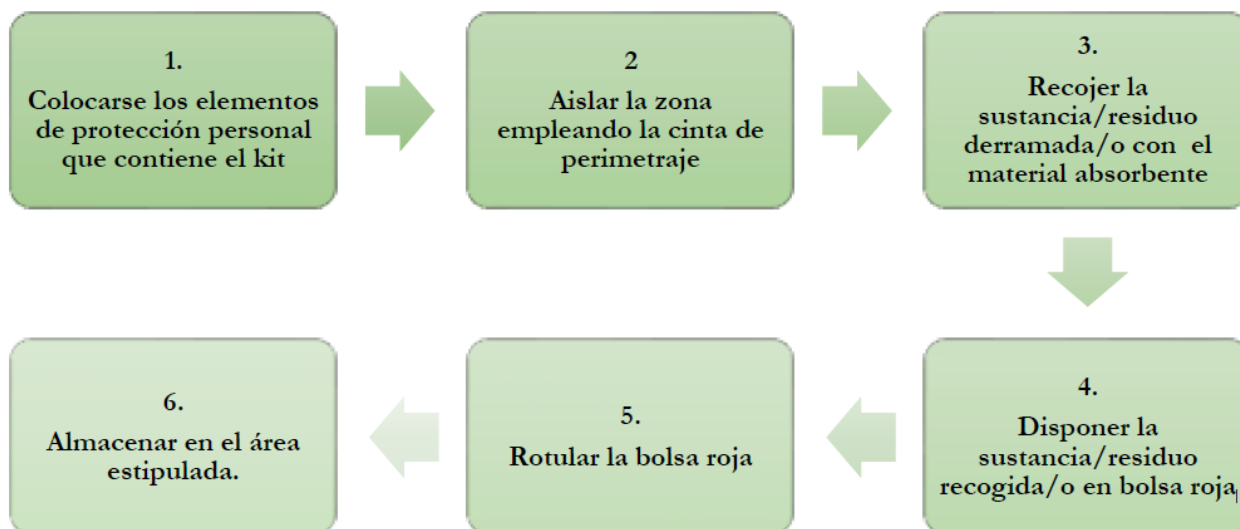 1.
Colocarse los elementos
de protección personal
que contiene el kit
2
Aislar la zona
empleando la cinta de
perimetraje
3.
Recojer la
sustancia/residuo
derramada/o con el
material absorbente
4.
Disponer la
sustancia/residuo
recogida/o en bolsa roja
5.
Rotular la bolsa roja
6.
Almacenar en el área
estipulada.